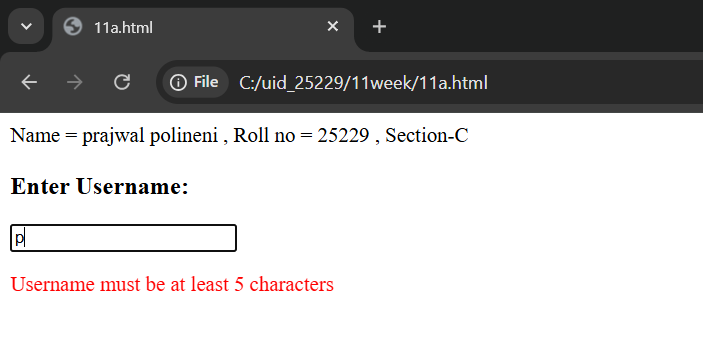 11a.html
File C:/uid_25229/11week/11a.html
Name = prajwal polineni , Roll no = 25229 , Section-C
Enter Username:
p
Username must be at least 5 characters